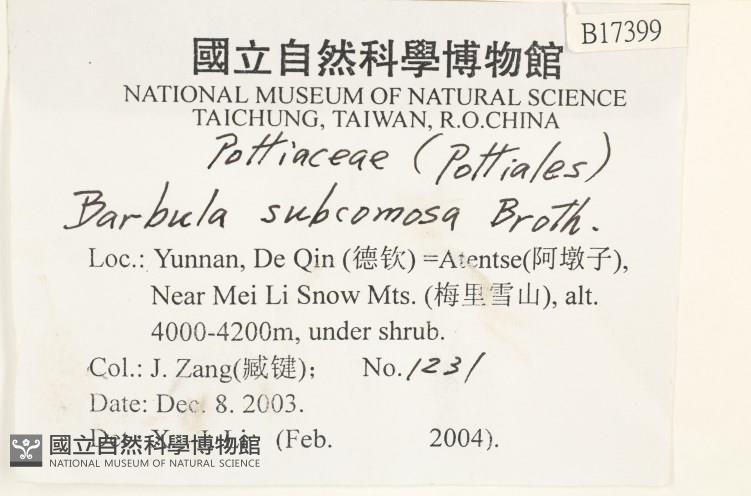 B17399
國立自然科學博物館
NATIONAL MUSEUM OF NATURAL SCIENCE
TAICHUNG, TAIWAN, R.O.CHINA
Pottiaceae (Pottiales)
Barbula subcomosa Broth.
Loc.: Yunnan, De Qin (德钦) =Atentse(阿墩子),
Near Mei Li Snow Mts. (梅里雪山), alt.
4000-4200m, under shrub.
Col.: J. Zang(臧键); No. 1231
Date: Dec. 8. 2003.
(Feb. 2004).
國立自然科學博物館
NATIONAL MUSEUM OF NATURAL SCIENCE